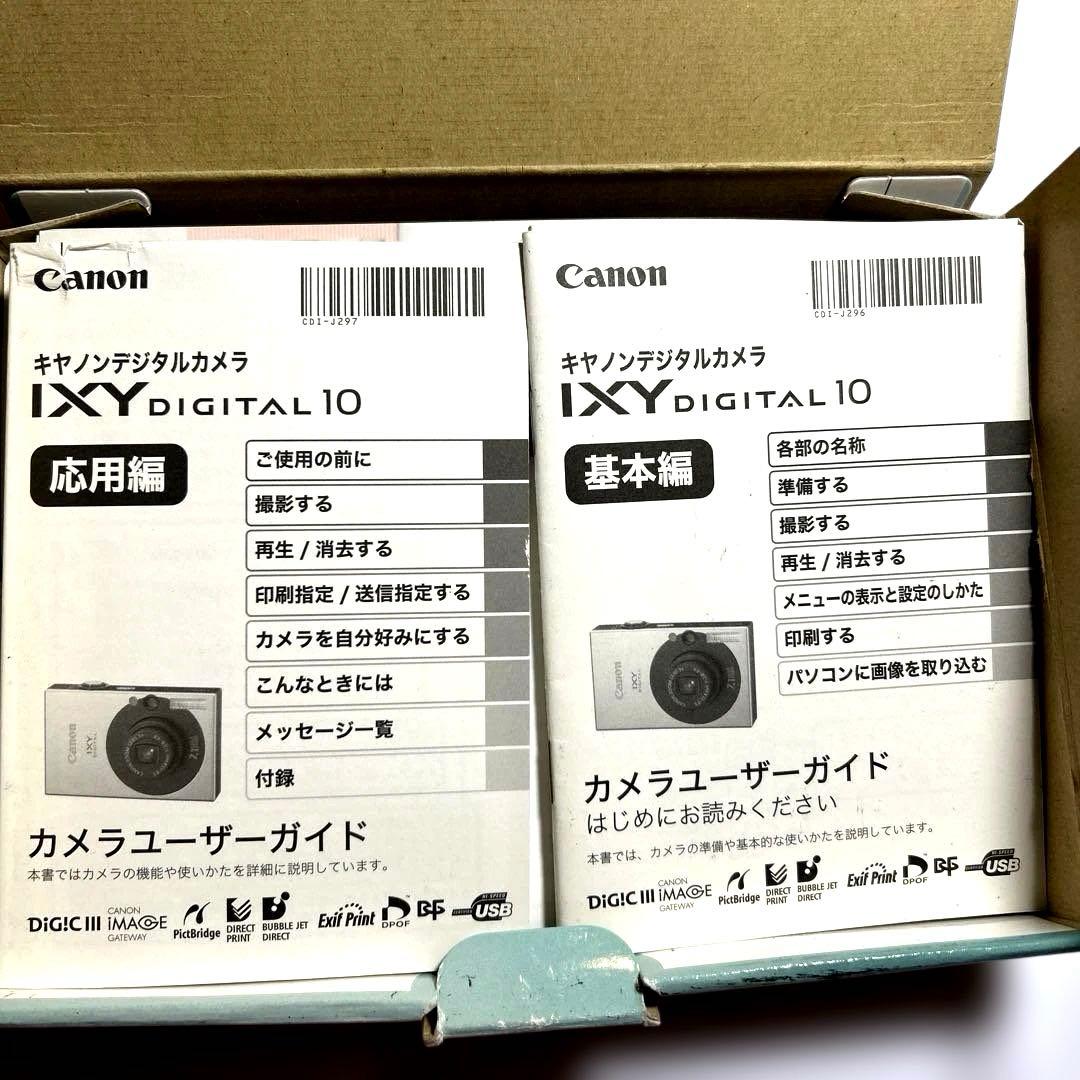 Canon
CDI-J297
キヤノンデジタルカメラ
IXY DIGITAL 10
応用編
ご使用の前に
撮影する
再生 / 消去する
印刷指定 / 送信指定する
カメラを自分好みにする
こんなときには
メッセージ一覧
付録
Canon
IXY
DIGITAL
カメラユーザーガイド
本書ではカメラの機能や使いかたを詳細に説明しています。
DiGiC III
CANON
iMAGE
GATEWAY
PictBridge
DIRECT
PRINT
BUBBLE JET
DIRECT
Exif Print
DPOF
HI-SPEED
CERTIFIED
USB
Canon
CDI-J296
キヤノンデジタルカメラ
IXY DIGITAL 10
基本編
各部の名称
準備する
撮影する
再生 / 消去する
メニューの表示と設定のしかた
印刷する
パソコンに画像を取り込む
Canon
IXY
DIGITAL
カメラユーザーガイド
はじめにお読みください
本書では、カメラの準備や基本的な使いかたを説明しています。
DiGiC III
CANON
iMAGE
GATEWAY
PictBridge
DIRECT
PRINT
BUBBLE JET
DIRECT
Exif Print
DPOF
HI-SPEED
CERTIFIED
USB